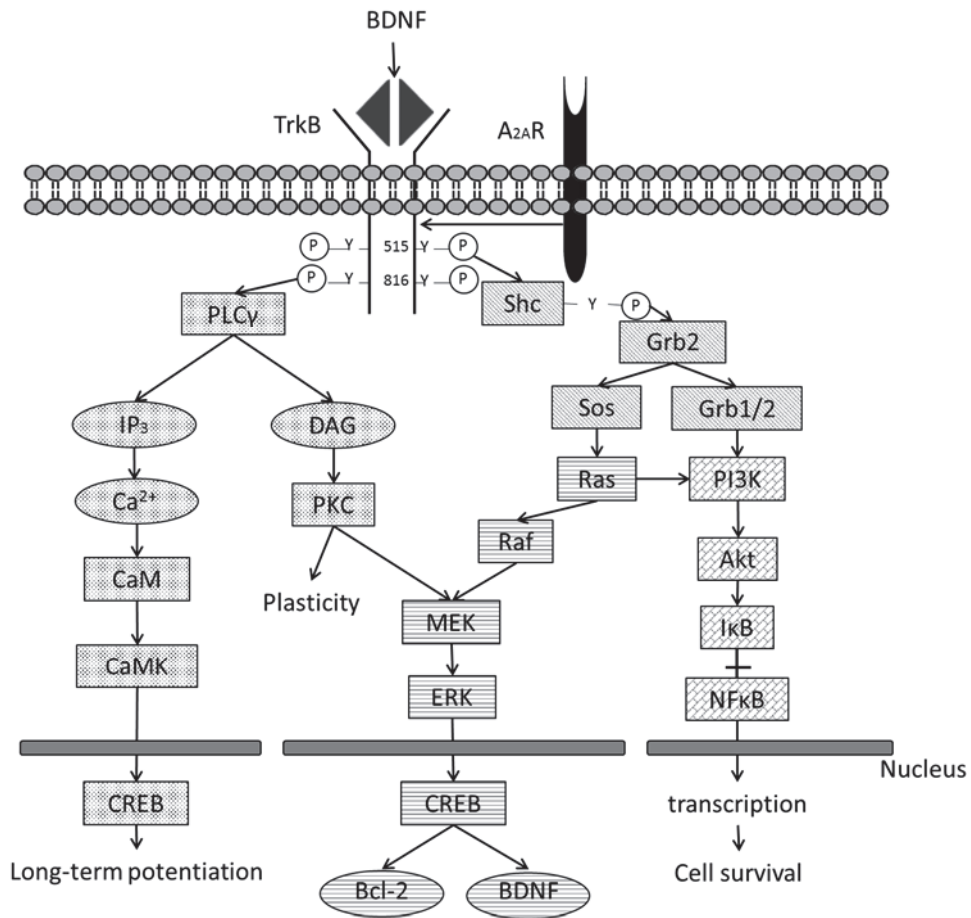 BDNF
TrkB
A2AR
P Y 515 Y P
P Y 816 Y P
PLCγ
Shc Y P
Grb2
IP3
DAG
Sos
Grb1/2
Ca2+
PKC
Ras
PI3K
Raf
CaM
Plasticity
Akt
MEK
IκB
CaMK
ERK
NFκB
Nucleus
CREB
CREB
transcription
Long-term potentiation
Bcl-2
BDNF
Cell survival